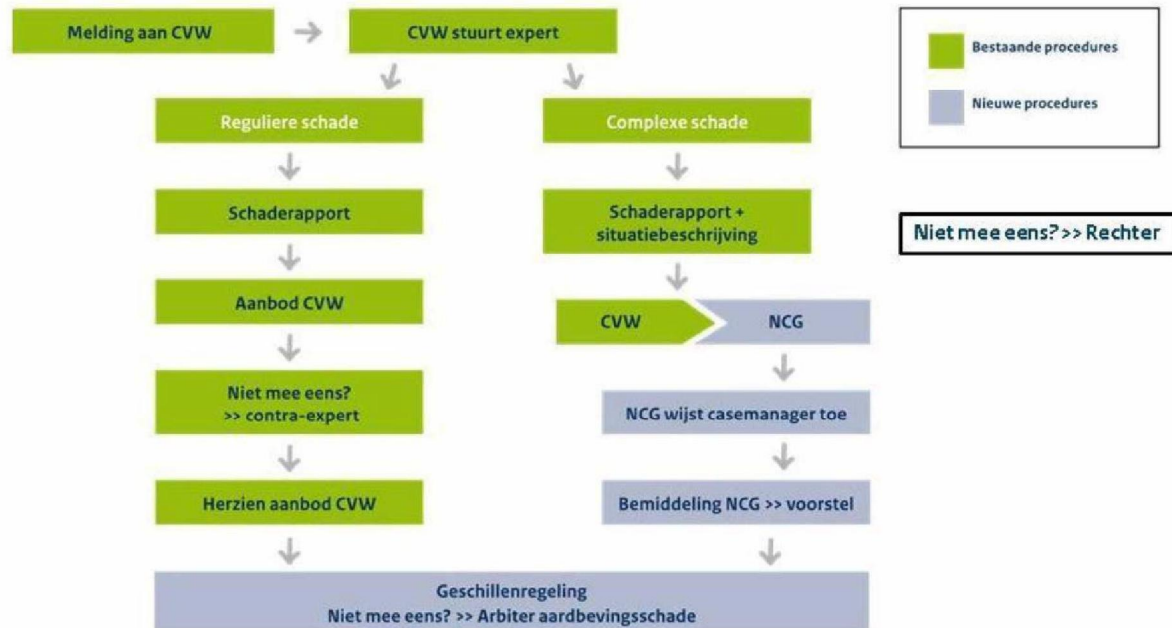 Melding aan CVW
CVW stuurt expert
Bestaande procedures
Nieuwe procedures
Reguliere schade
Complexe schade
Schaderapport
Schaderapport +
situatiebeschrijving
Niet mee eens? >> Rechter
Aanbod CVW
CVW
NCG
Niet mee eens?
>> contra-expert
NCG wijst casemanager toe
Herzien aanbod CVW
Bemiddeling NCG >> voorstel
Geschillenregeling
Niet mee eens? >> Arbiter aardbevingsschade